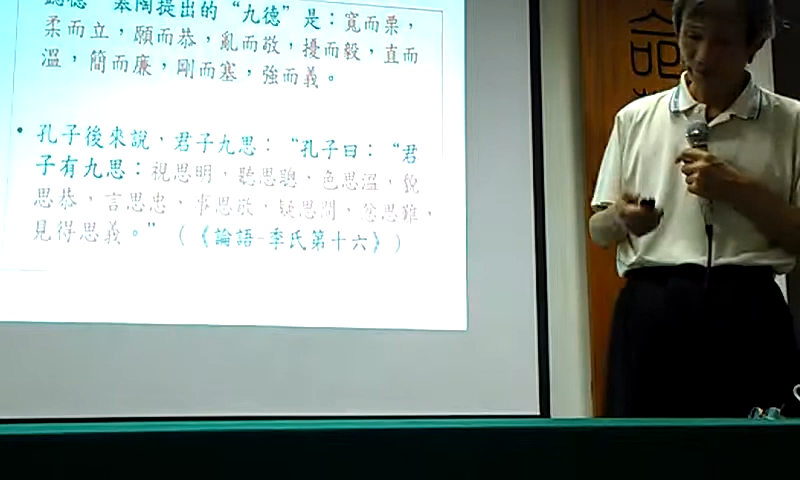 皋陶提出的“九德”是：寬而栗，
柔而立，願而恭，亂而敬，擾而毅，直而
溫，簡而廉，剛而塞，強而義。
• 孔子後來說，君子九思：“孔子曰：“君
子有九思：視思明，聽思聰，色思溫，貌
思恭，言思忠，事思敬，疑思問，忿思難，
見得思義。”（《論語-季氏第十六》）
命